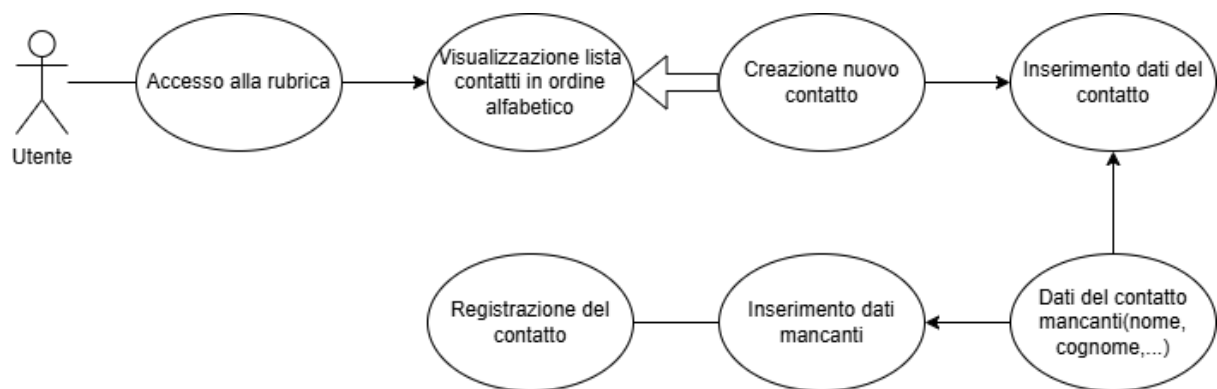 Utente
Accesso alla rubrica
Visualizzazione lista
contatti in ordine
alfabetico
Creazione nuovo
contatto
Inserimento dati del
contatto
Registrazione del
contatto
Inserimento dati
mancanti
Dati del contatto
mancanti(nome,
cognome,...)